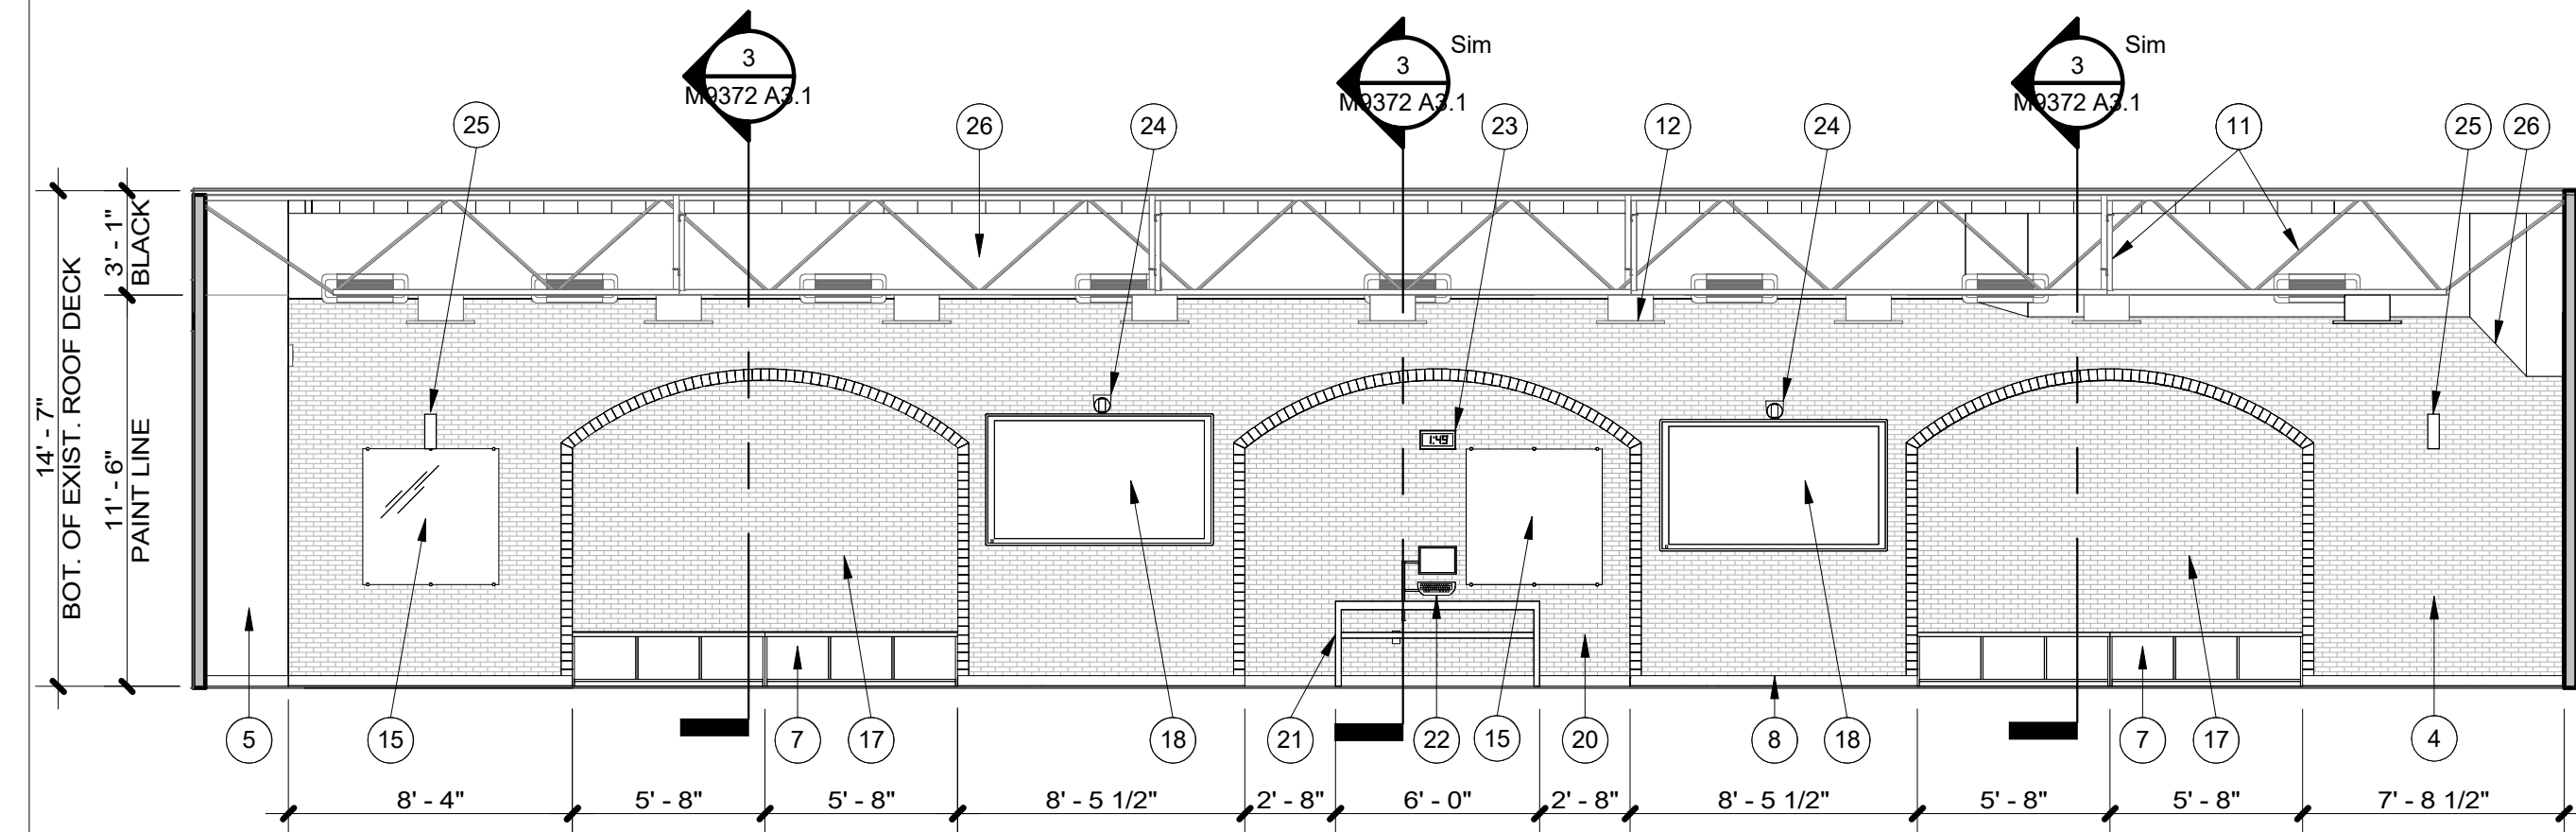 3
M9372 A3.1
3
Sim
M9372 A3.1
3
Sim
M9372 A3.1
25
26
24
23
12
24
11
25
26
14' - 7"
BOT. OF EXIST. ROOF DECK
3' - 1"
BLACK
11' - 6"
PAINT LINE
1:49
5
15
7
17
18
21
22
15
20
8
18
7
17
4
8' - 4"
5' - 8"
5' - 8"
8' - 5 1/2"
2' - 8"
6' - 0"
2' - 8"
8' - 5 1/2"
5' - 8"
5' - 8"
7' - 8 1/2"